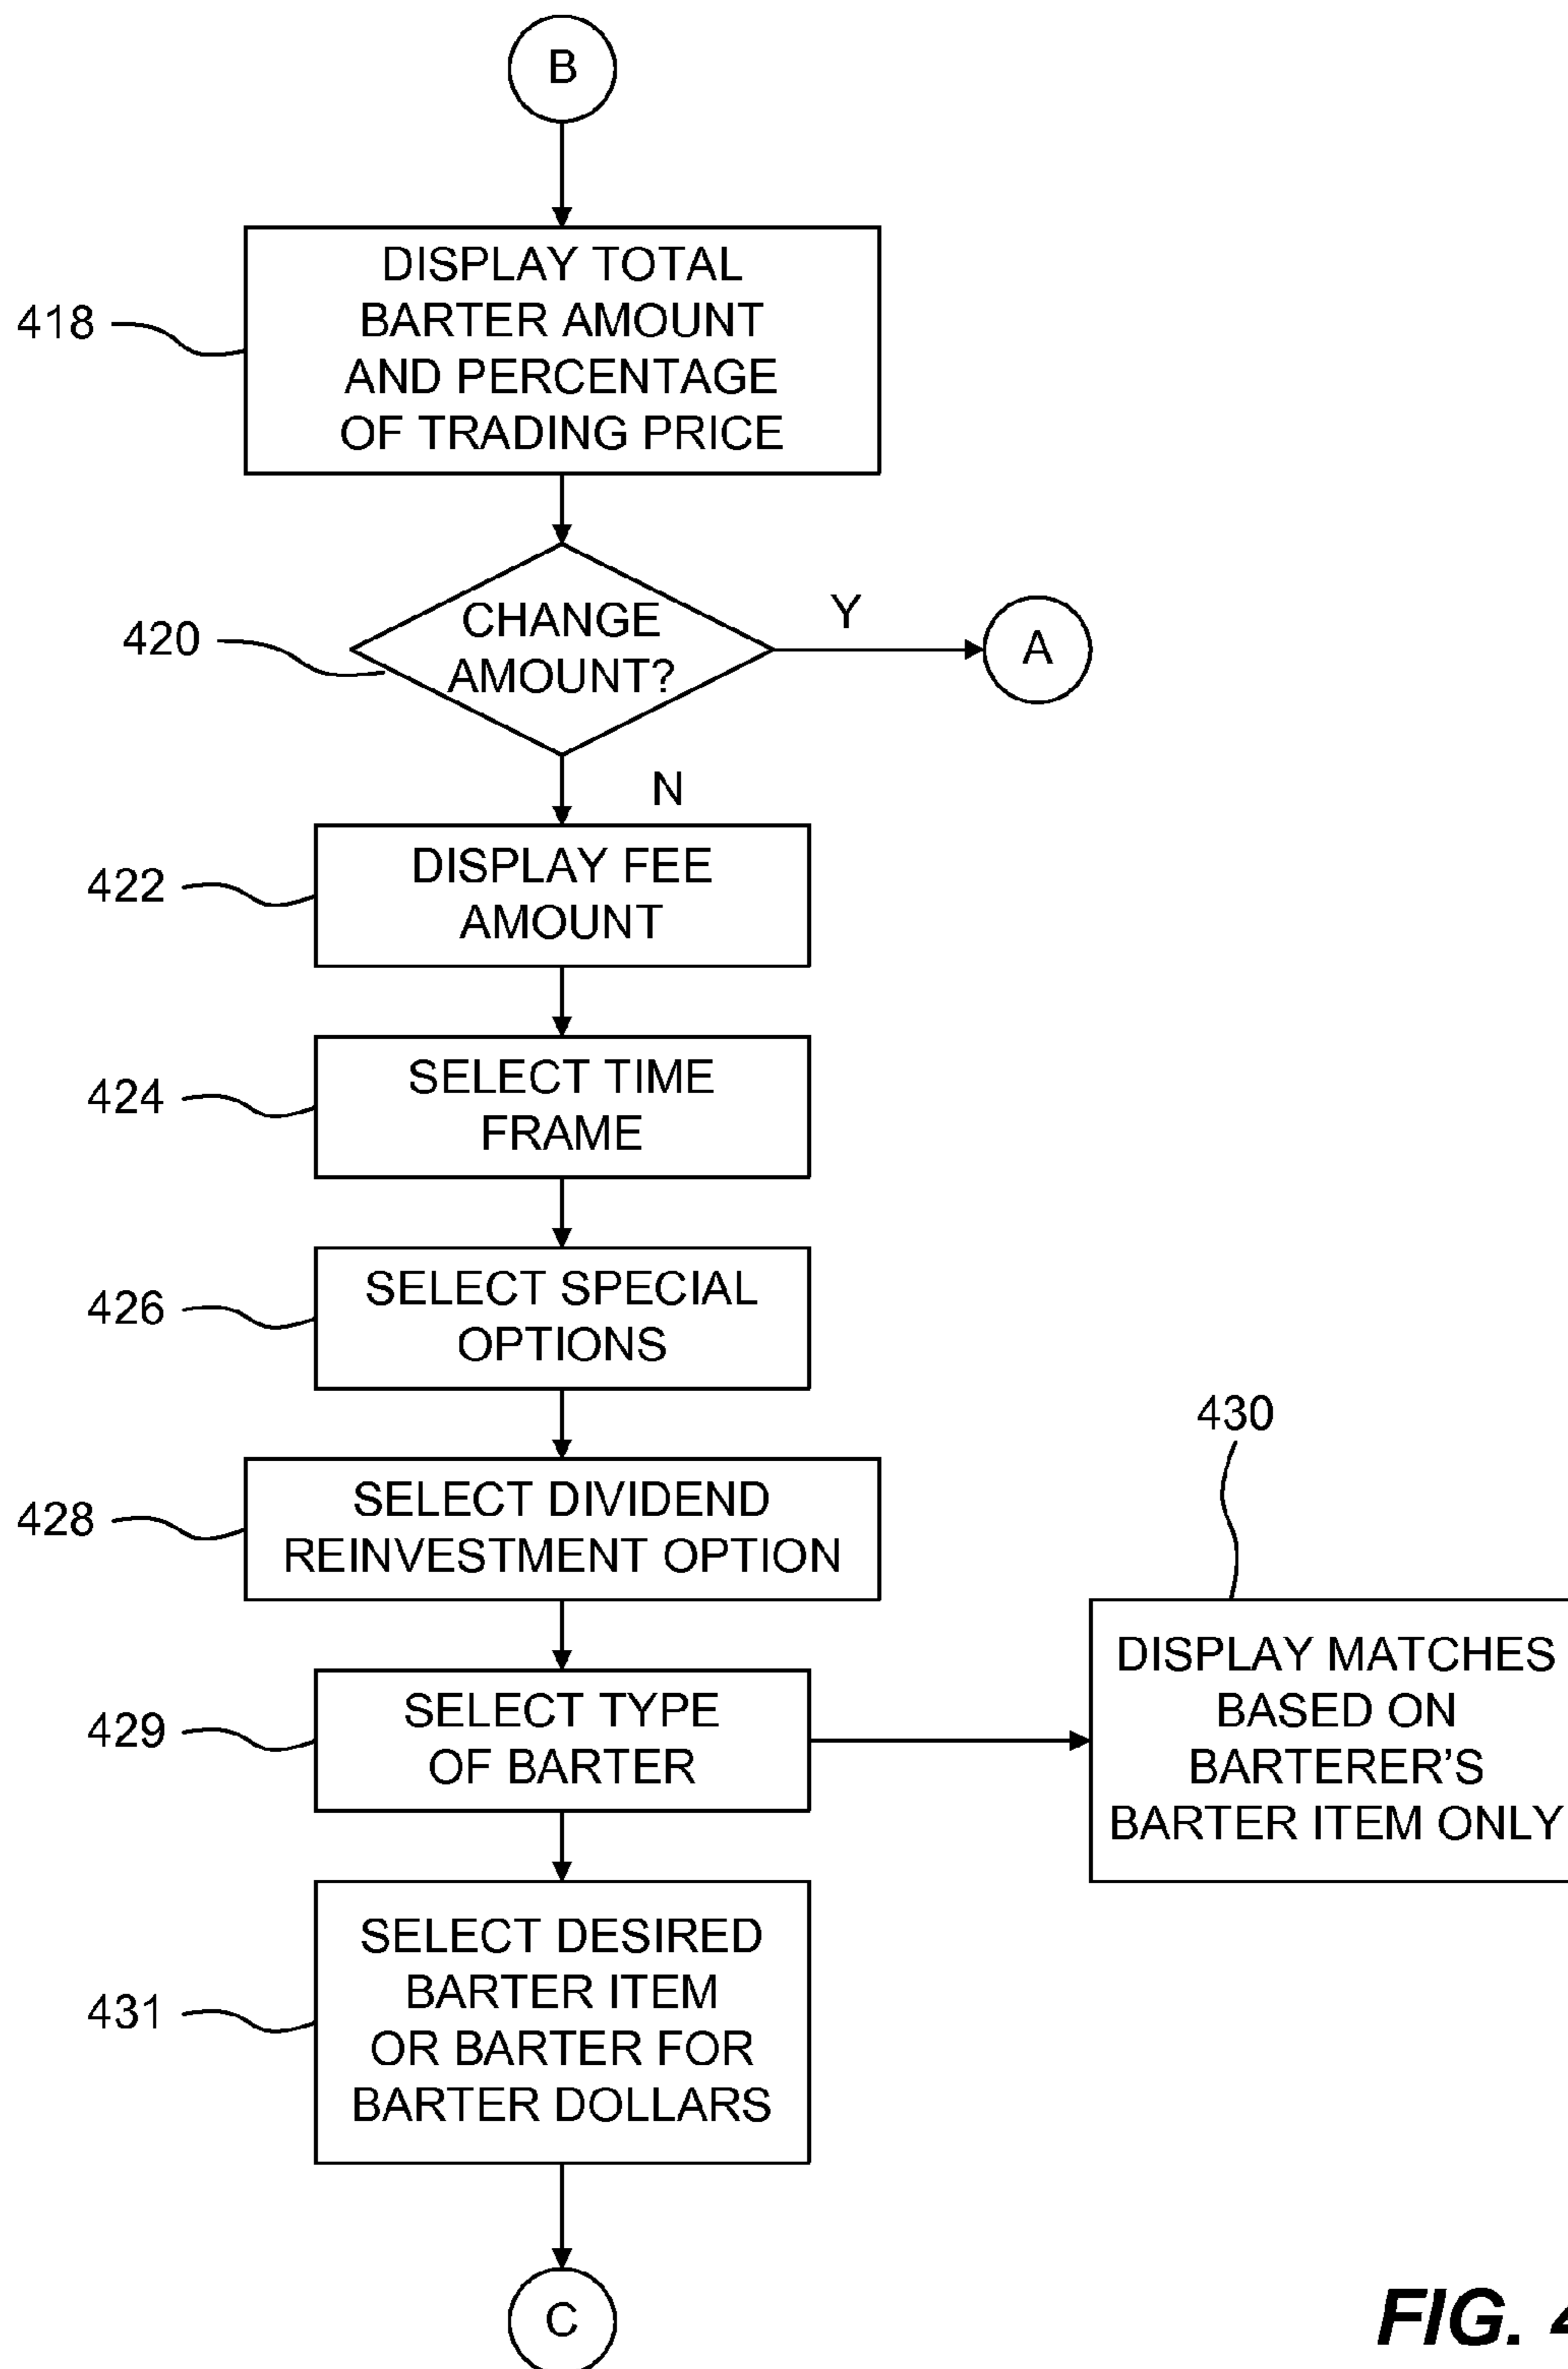 B
DISPLAY TOTAL
BARTER AMOUNT
AND PERCENTAGE
OF TRADING PRICE
418
CHANGE
AMOUNT?
420
Y
A
N
DISPLAY FEE
AMOUNT
422
SELECT TIME
FRAME
424
SELECT SPECIAL
OPTIONS
426
SELECT DIVIDEND
REINVESTMENT OPTION
428
430
SELECT TYPE
OF BARTER
429
DISPLAY MATCHES
BASED ON
BARTERER’S
BARTER ITEM ONLY
SELECT DESIRED
BARTER ITEM
OR BARTER FOR
BARTER DOLLARS
431
C
FIG. 4